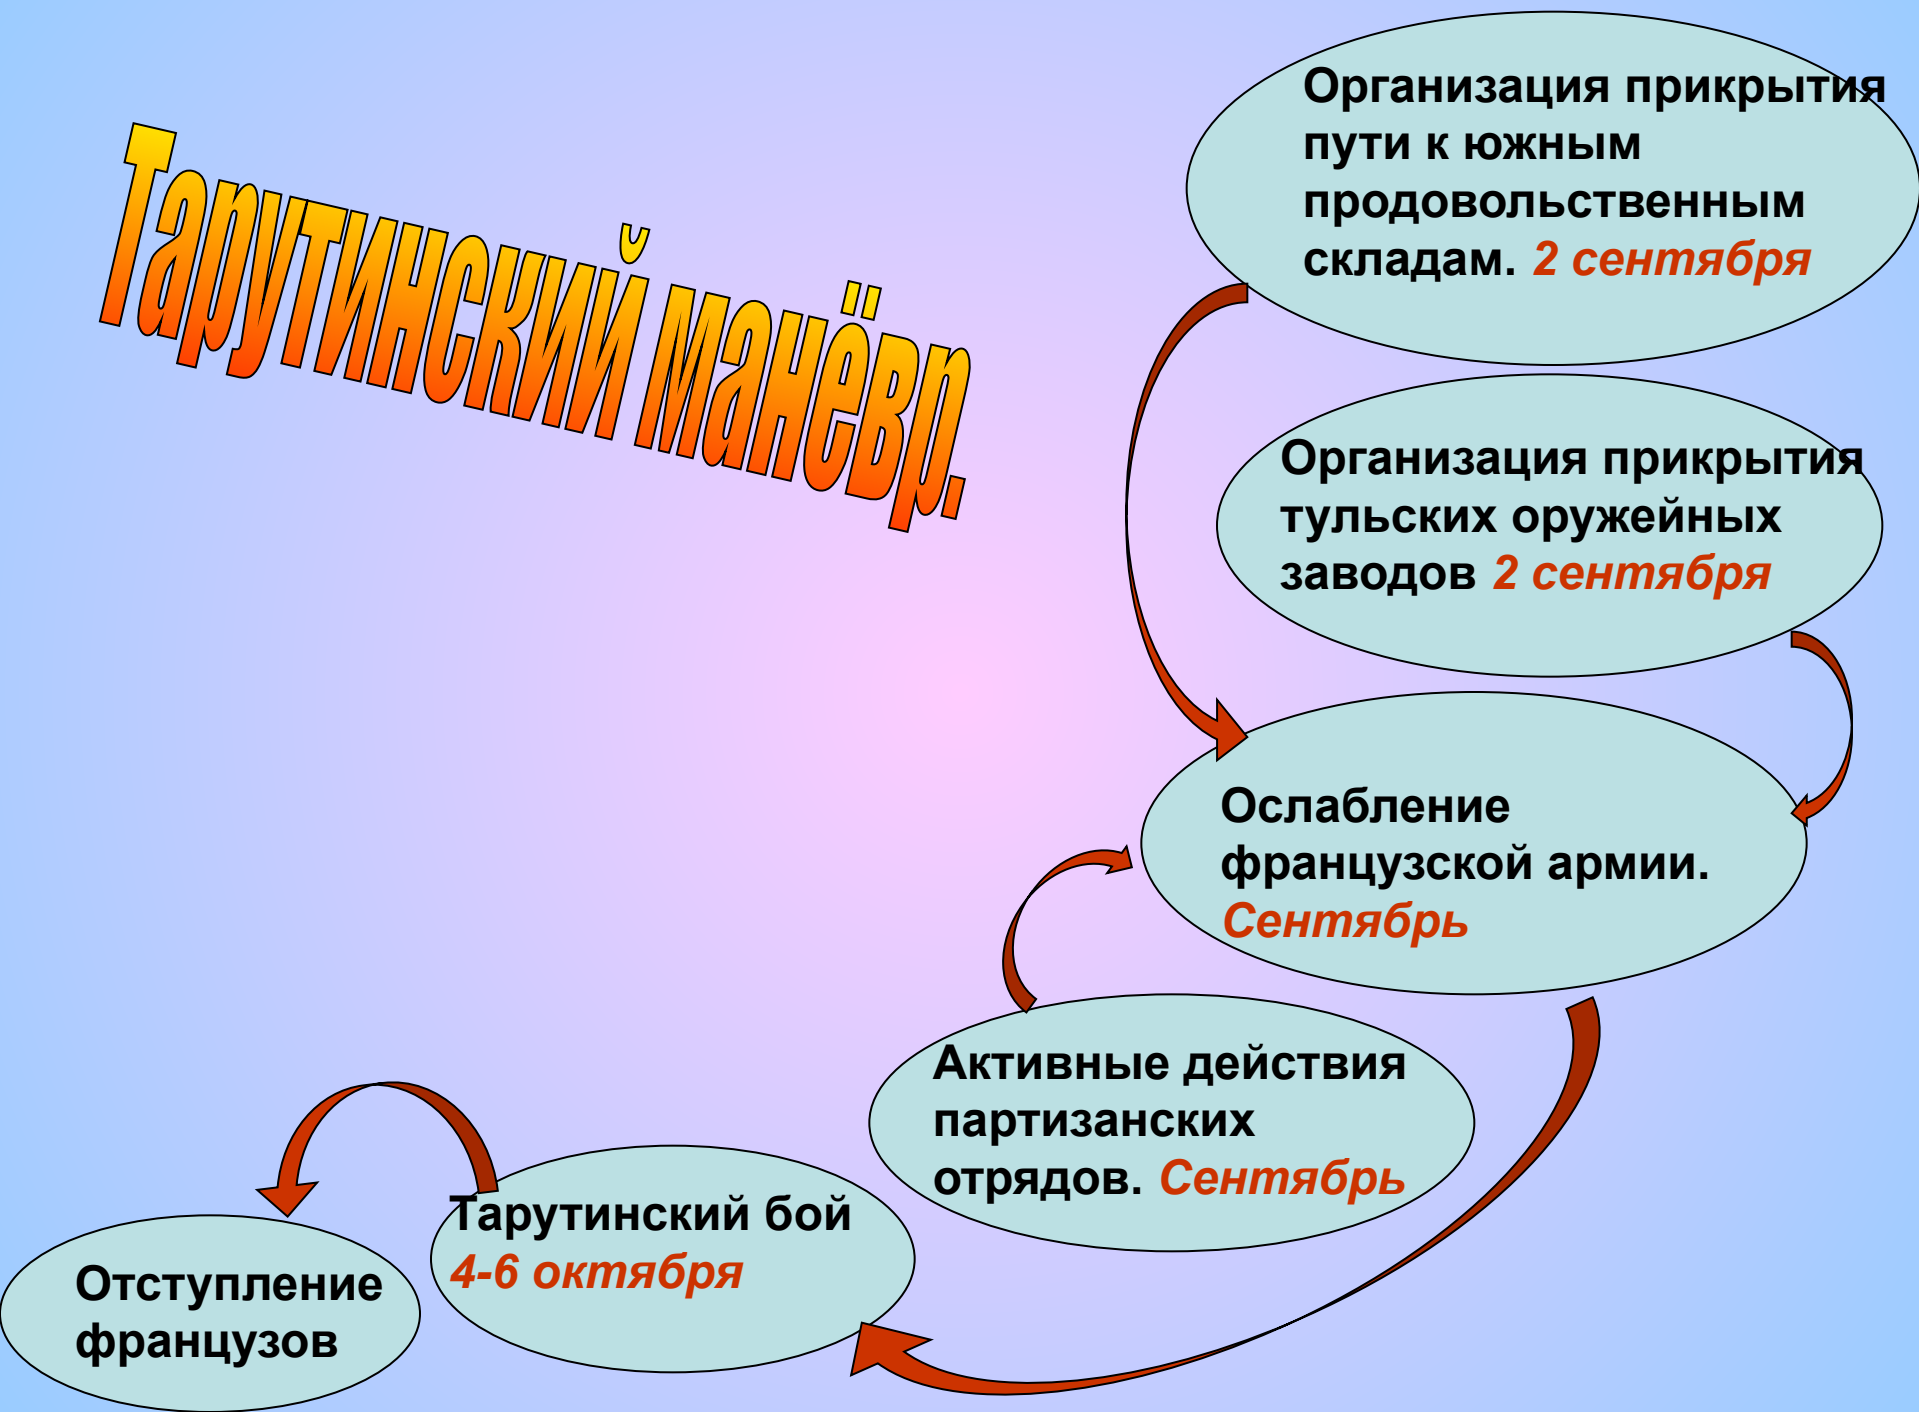 Тарутинский манёвр.
Организация прикрытия
пути к южным
продовольственным
складам. 2 сентября
Организация прикрытия
тульских оружейных
заводов 2 сентября
Ослабление
французской армии.
Сентябрь
Активные действия
партизанских
отрядов. Сентябрь
Тарутинский бой
4-6 октября
Отступление
французов